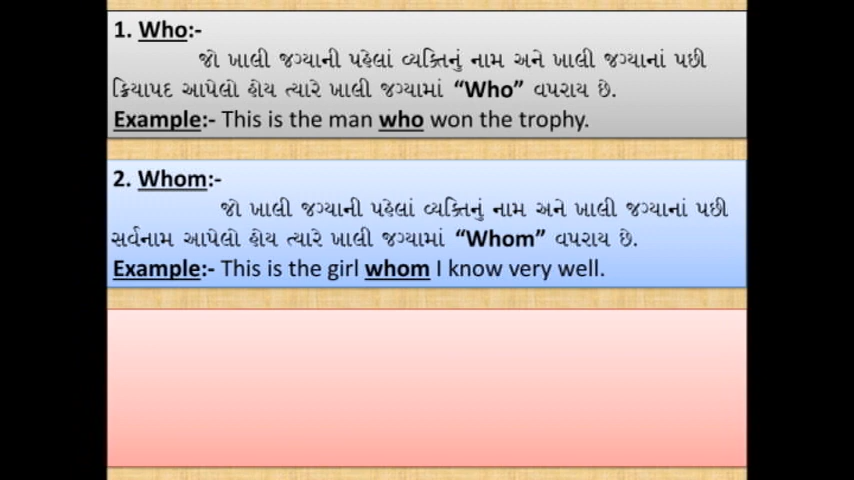 1. Who:-
જો ખાલી જગ્યાની પહેલાં વ્યક્તિનું નામ અને ખાલી જગ્યાનાં પછી
ક્રિયાપદ આપેલો હોય ત્યારે ખાલી જગ્યામાં “Who” વપરાય છે.
Example:- This is the man who won the trophy.
2. Whom:-
જો ખાલી જગ્યાની પહેલાં વ્યક્તિનું નામ અને ખાલી જગ્યાનાં પછી
સર્વનામ આપેલો હોય ત્યારે ખાલી જગ્યામાં “Whom” વપરાય છે.
Example:- This is the girl whom I know very well.